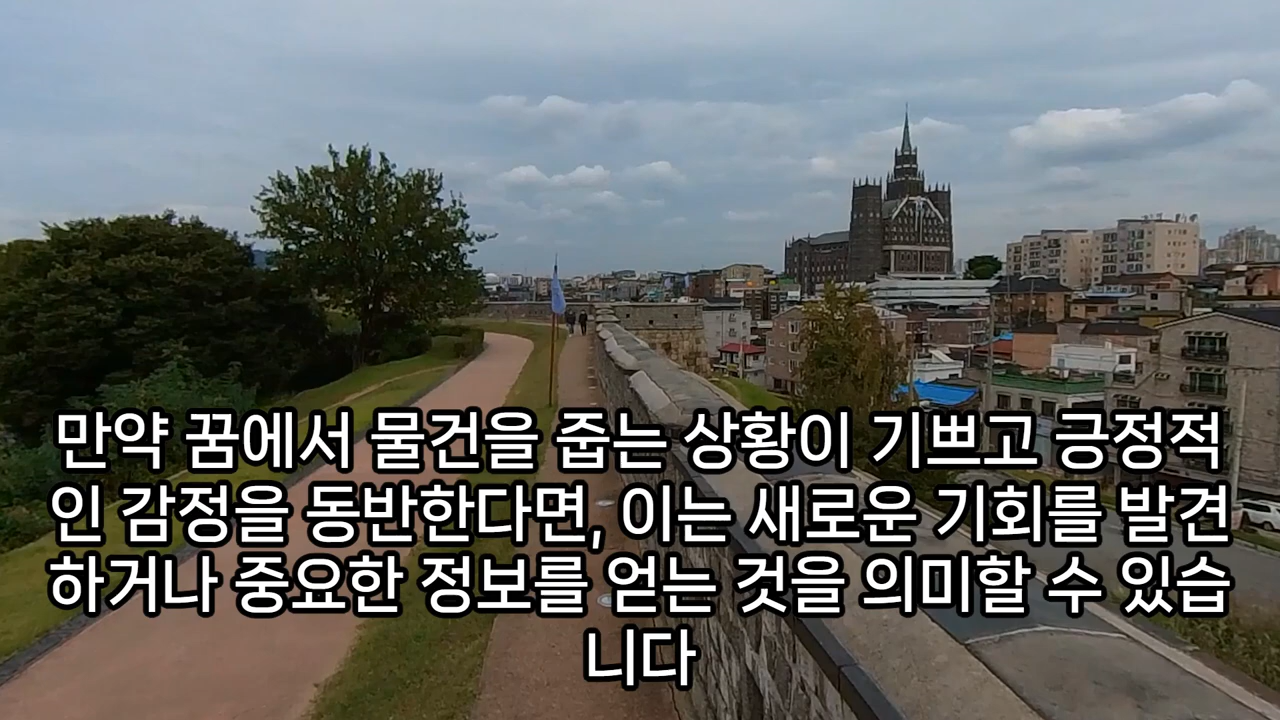 만약 꿈에서 물건을 줍는 상황이 기쁘고 긍정적
인 감정을 동반한다면, 이는 새로운 기회를 발견
하거나 중요한 정보를 얻는 것을 의미할 수 있습
니다